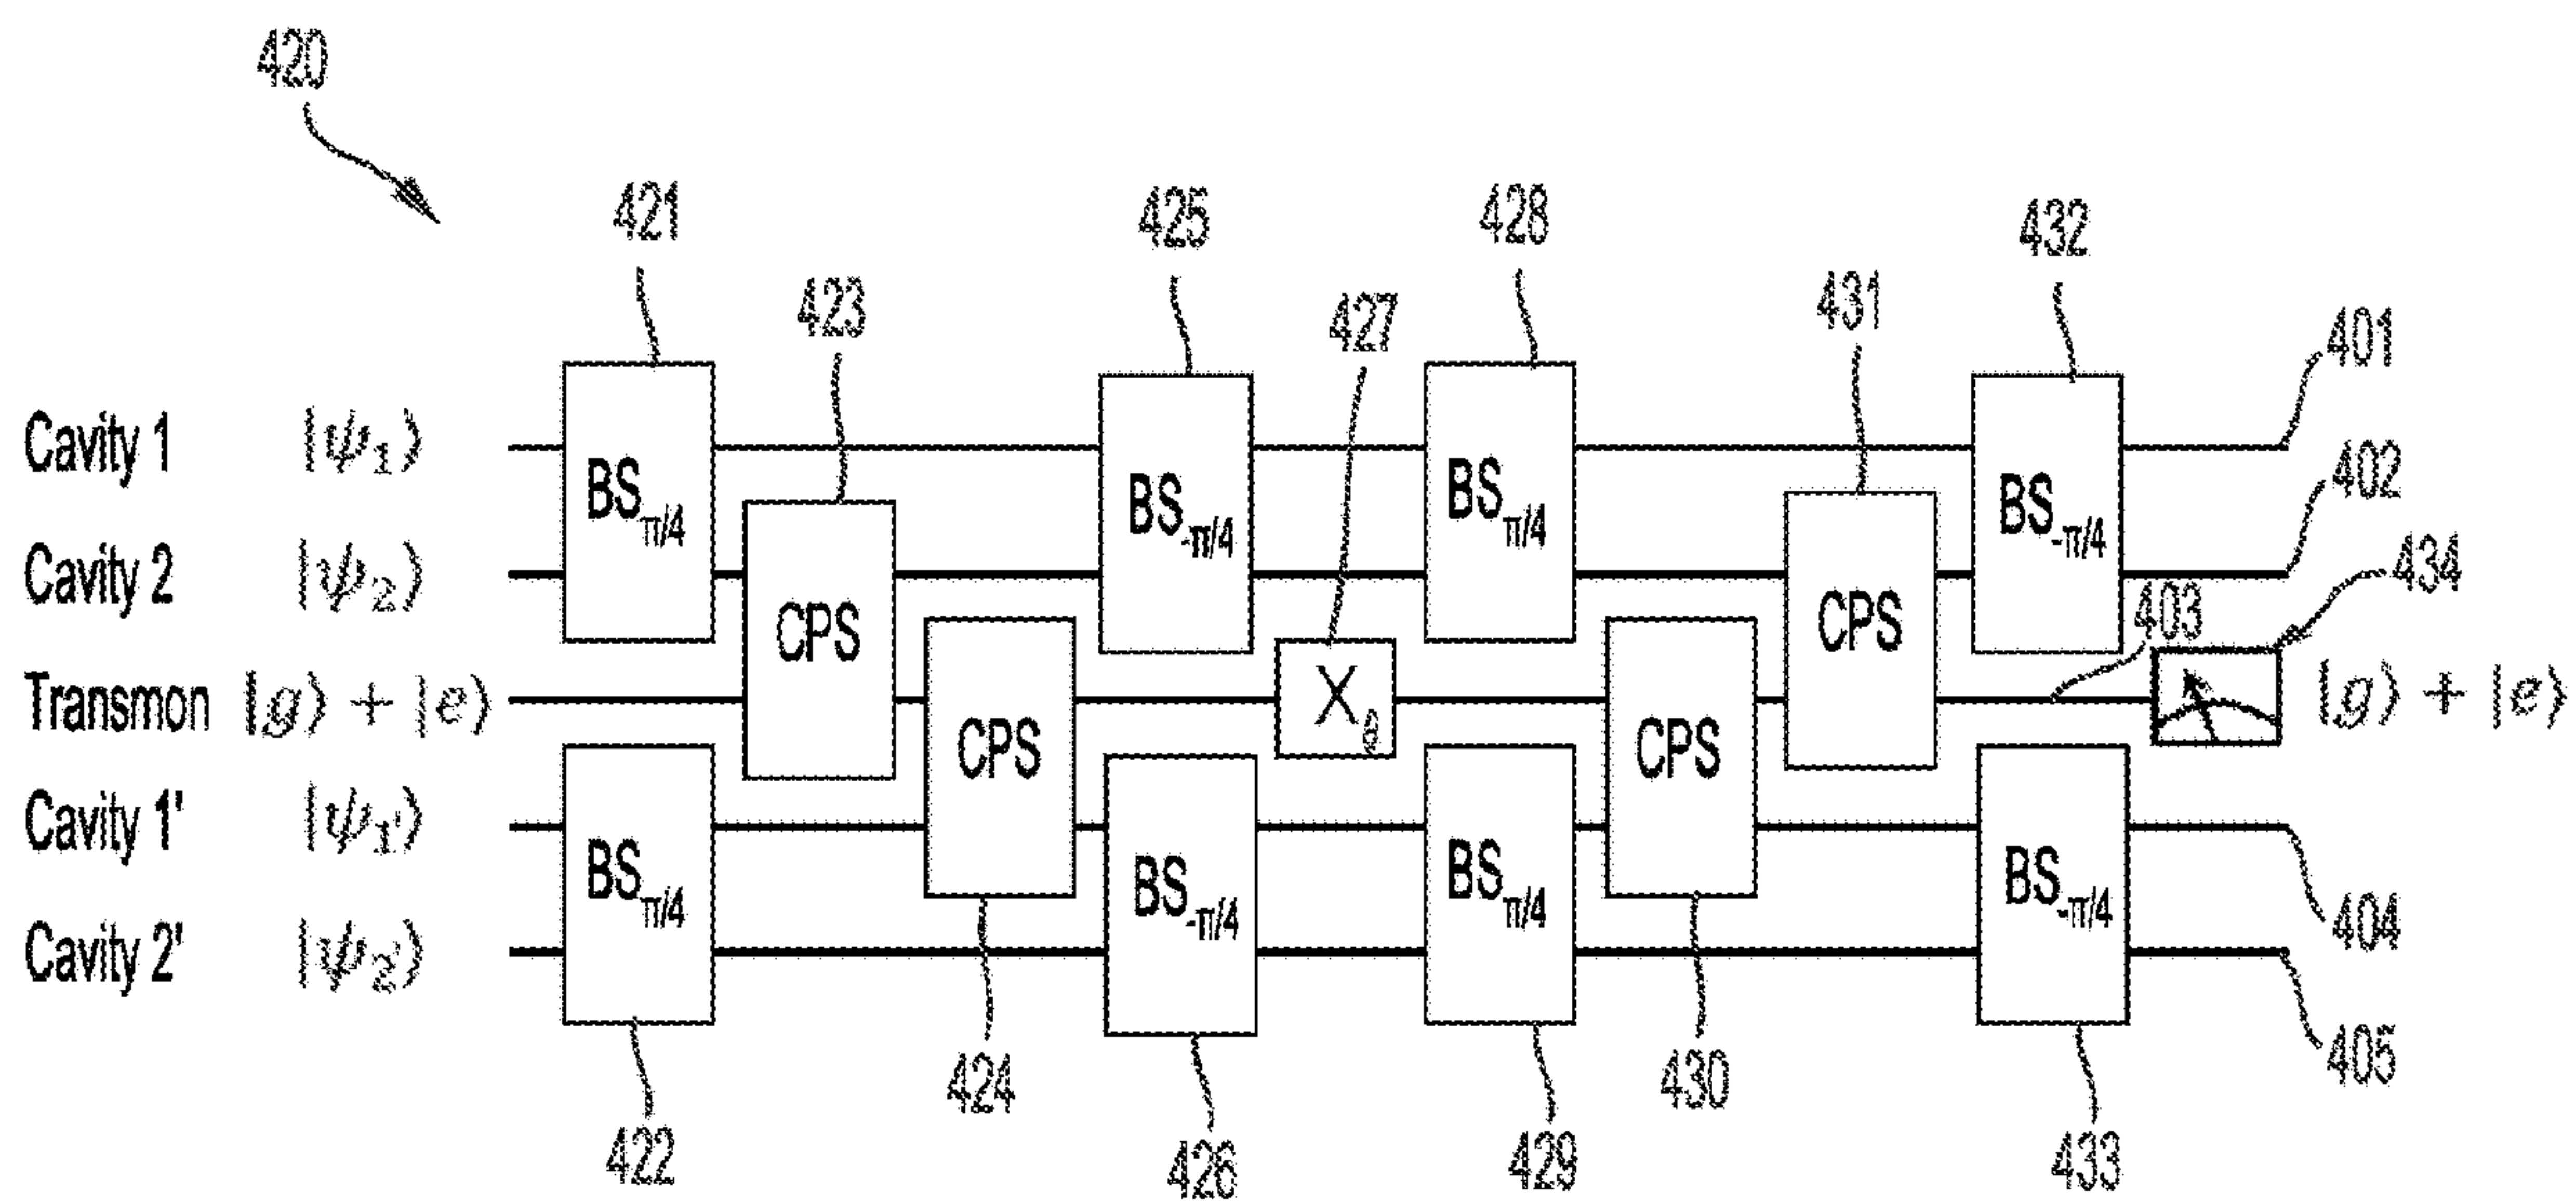 420
421
425
428
432
423
427
431
401
402
434
403
Cavity 1 |ψ₁⟩
Cavity 2 |ψ₂⟩
Transmon |g⟩ + |e⟩
Cavity 1' |ψ₁'⟩
Cavity 2' |ψ₂'⟩
BSπ/4
CPS
BS-π/4
BSπ/4
CPS
BS-π/4
CPS
Xθ
CPS
|g⟩ + |e⟩
BSπ/4
BS-π/4
BSπ/4
BS-π/4
404
405
424
430
422
426
429
433